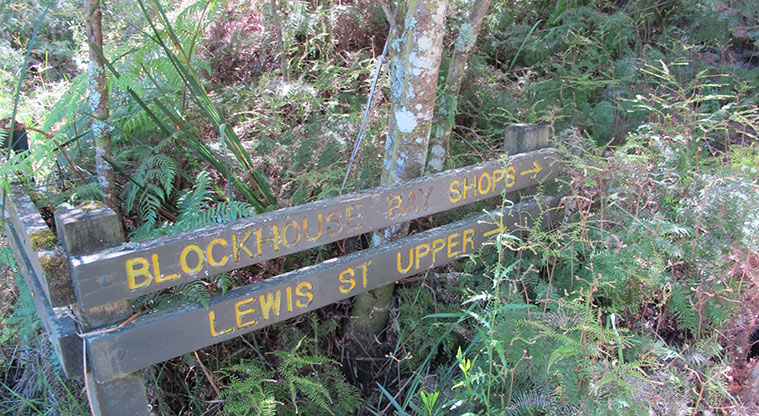 BLOCKHOUSE BAY SHOPS →
LEWIS ST UPPER →